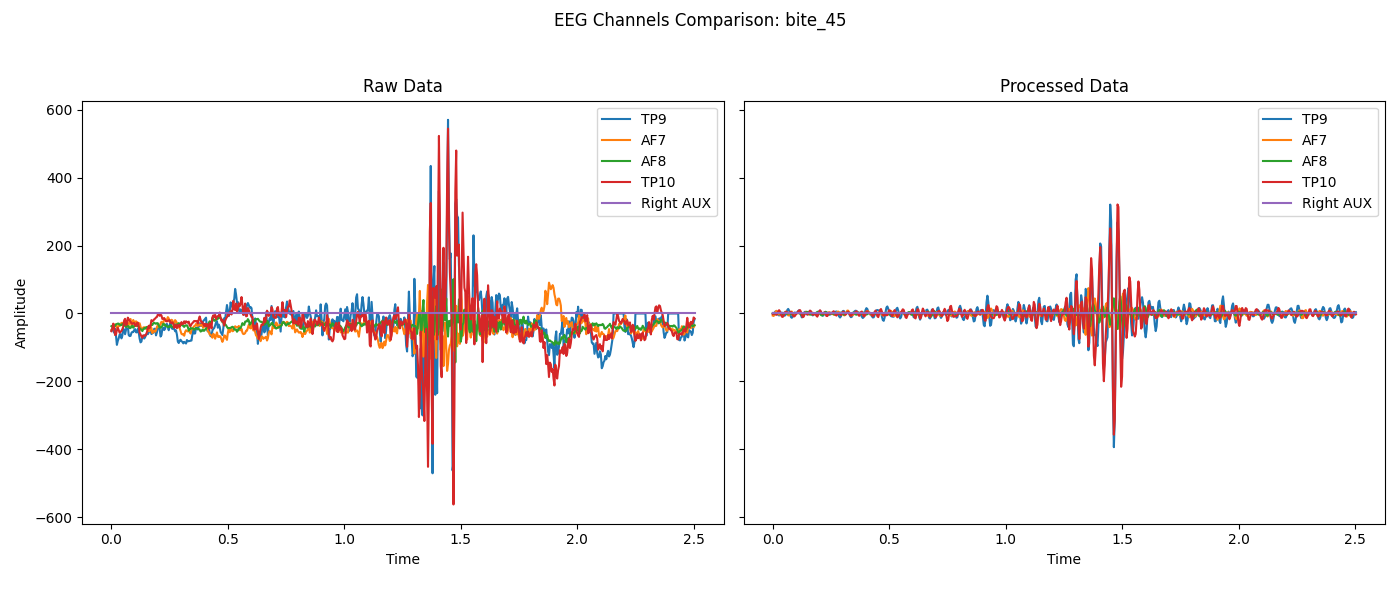 EEG Channels Comparison: bite_45
Raw Data
600
400
200
0
−200
−400
−600
Amplitude
0.0 0.5 1.0 1.5 2.0 2.5
Time
TP9
AF7
AF8
TP10
Right AUX
Processed Data
0.0 0.5 1.0 1.5 2.0 2.5
Time
TP9
AF7
AF8
TP10
Right AUX